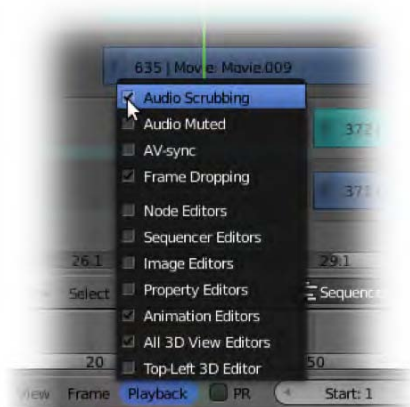 635 | Movie: Movie.009
Audio Scrubbing
Audio Muted
372
AV-sync
Frame Dropping
371
Node Editors
Sequencer Editors
26.1
Image Editors
29.1
Select
Property Editors
Sequence
Animation Editors
All 3D View Editors
20
Top-Left 3D Editor
50
View Frame Playback PR Start: 1